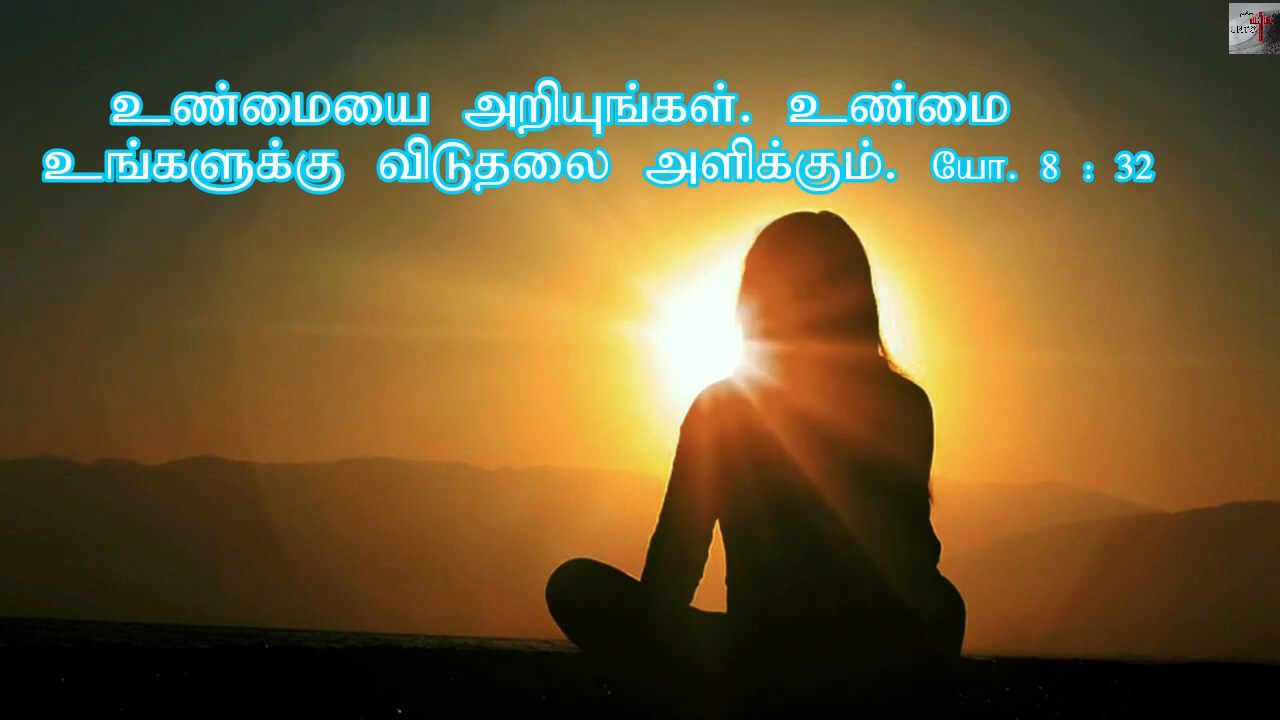 உண்மையை அறியுங்கள். உண்மை
உங்களுக்கு விடுதலை அளிக்கும். யோ. 8 : 32